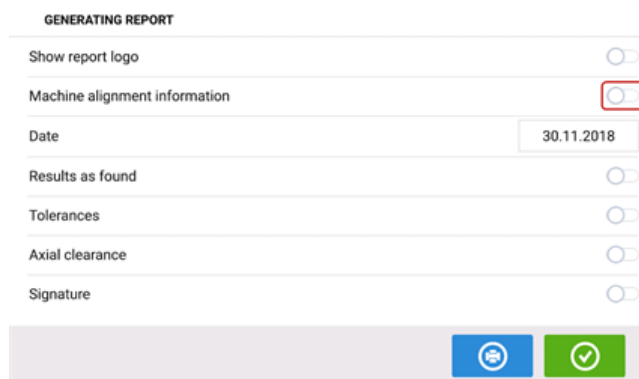 GENERATING REPORT
Show report logo
Machine alignment information
Date 30.11.2018
Results as found
Tolerances
Axial clearance
Signature